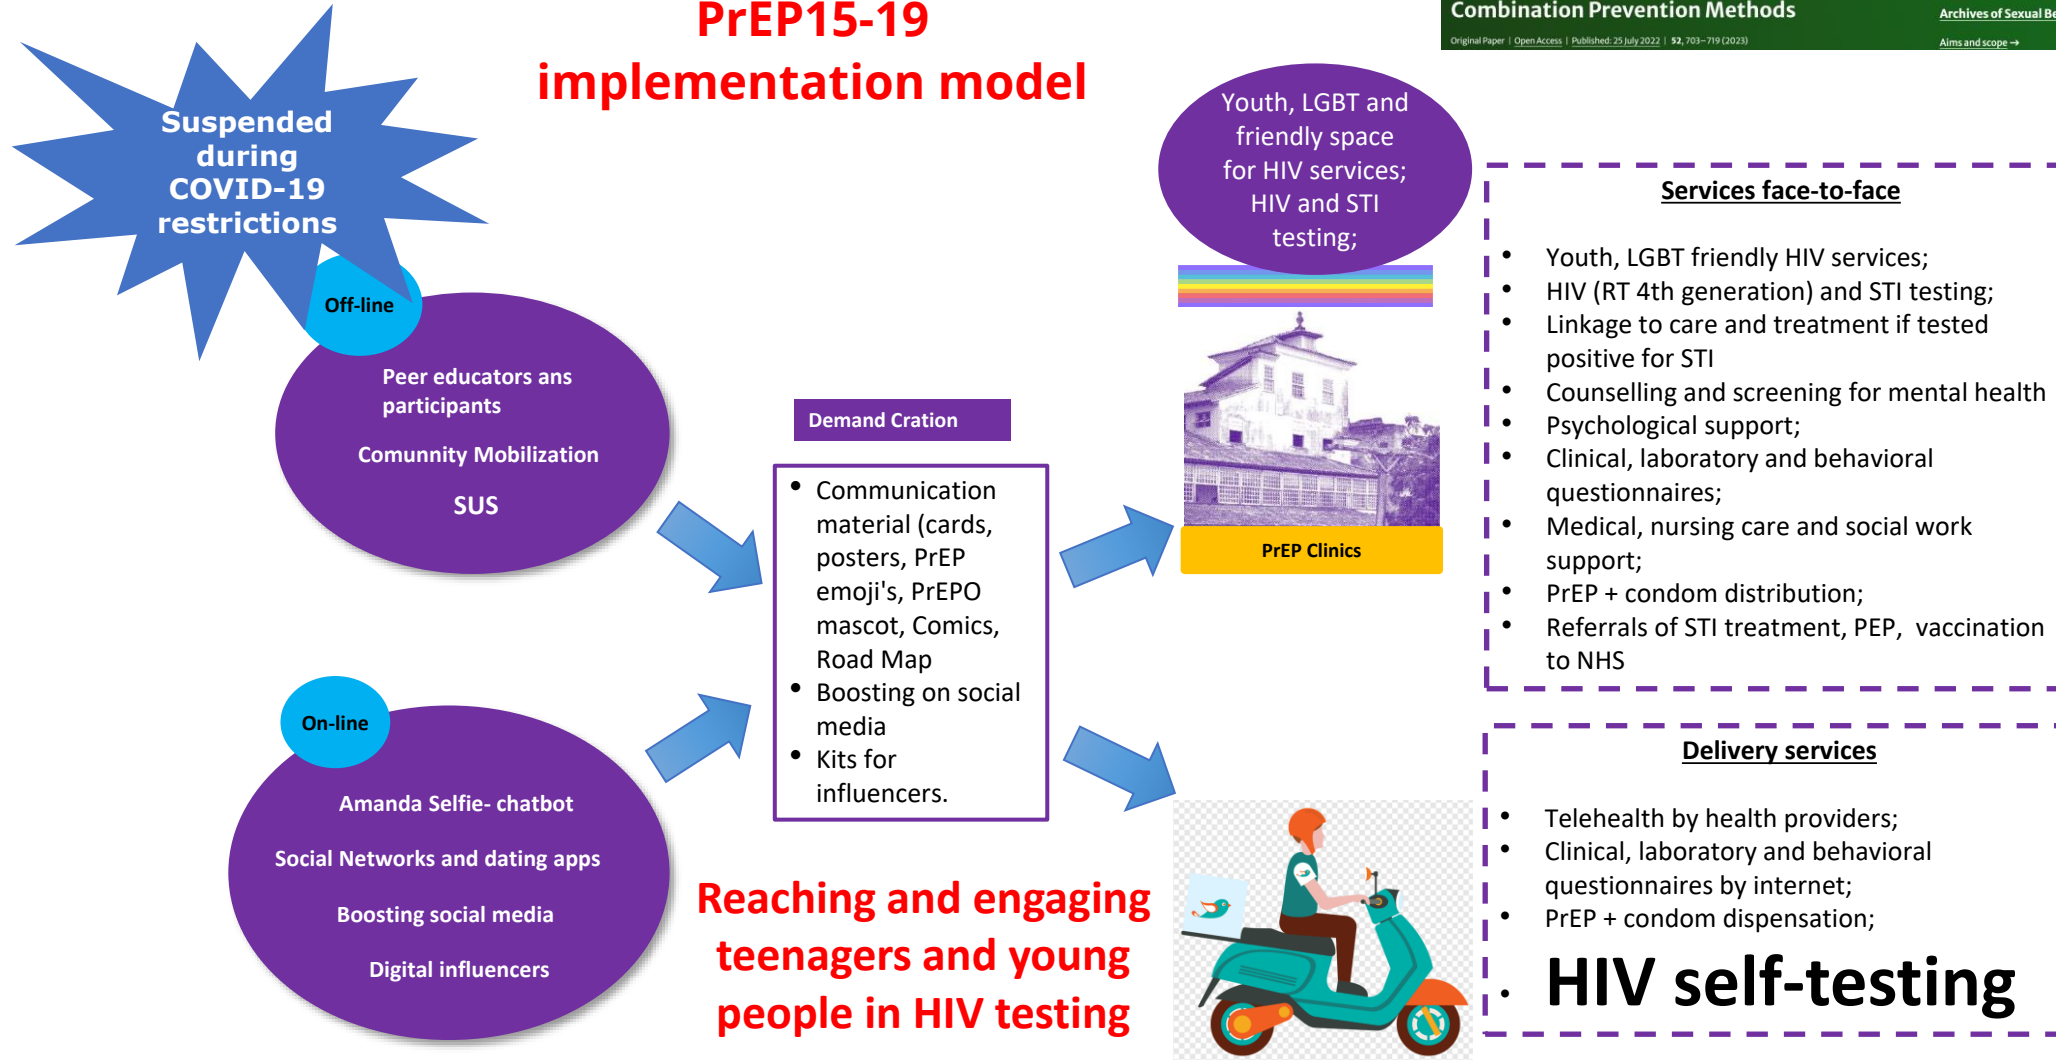 PrEP15-19
implementation model
Combination Prevention Methods
Original Paper | Open Access | Published: 25 July 2022 | 52, 703–719 (2023)
Archives of Sexual Be
Aims and scope →
Suspended
during
COVID-19
restrictions
Off-line
Peer educators ans
participants
Comunnity Mobilization
SUS
On-line
Amanda Selfie- chatbot
Social Networks and dating apps
Boosting social media
Digital influencers
Demand Cration
• Communication
material (cards,
posters, PrEP
emoji's, PrEPO
mascot, Comics,
Road Map
• Boosting on social
media
• Kits for
influencers.
Reaching and engaging
teenagers and young
people in HIV testing
Youth, LGBT and
friendly space
for HIV services;
HIV and STI
testing;
PrEP Clinics
Services face-to-face
• Youth, LGBT friendly HIV services;
• HIV (RT 4th generation) and STI testing;
• Linkage to care and treatment if tested
positive for STI
• Counselling and screening for mental health
• Psychological support;
• Clinical, laboratory and behavioral
questionnaires;
• Medical, nursing care and social work
support;
• PrEP + condom distribution;
• Referrals of STI treatment, PEP, vaccination
to NHS
Delivery services
• Telehealth by health providers;
• Clinical, laboratory and behavioral
questionnaires by internet;
• PrEP + condom dispensation;
• HIV self-testing